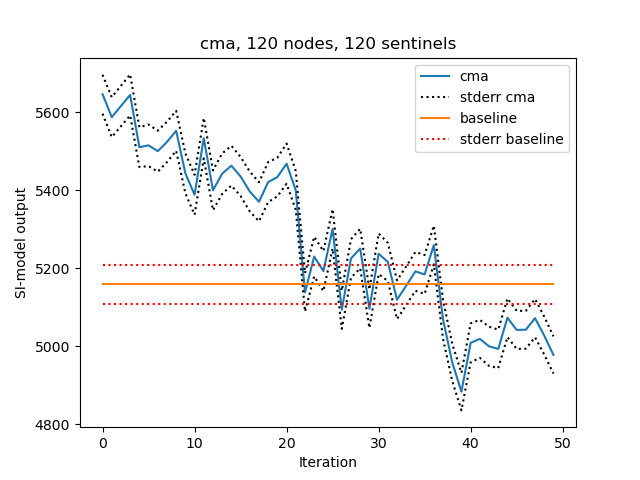 cma, 120 nodes, 120 sentinels
cma
stderr cma
baseline
stderr baseline
SI-model output
5600
5400
5200
5000
4800
0 10 20 30 40 50
Iteration